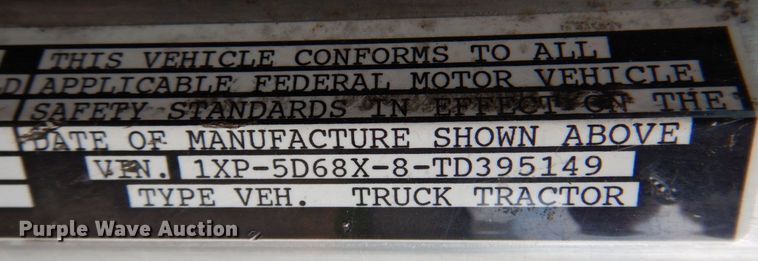 THIS VEHICLE CONFORMS TO ALL
D APPLICABLE FEDERAL MOTOR VEHICLE
SAFETY STANDARDS IN EFFECT ON THE
DATE OF MANUFACTURE SHOWN ABOVE
VIN. 1XP-5D68X-8-TD395149
TYPE VEH. TRUCK TRACTOR
Purple Wave Auction